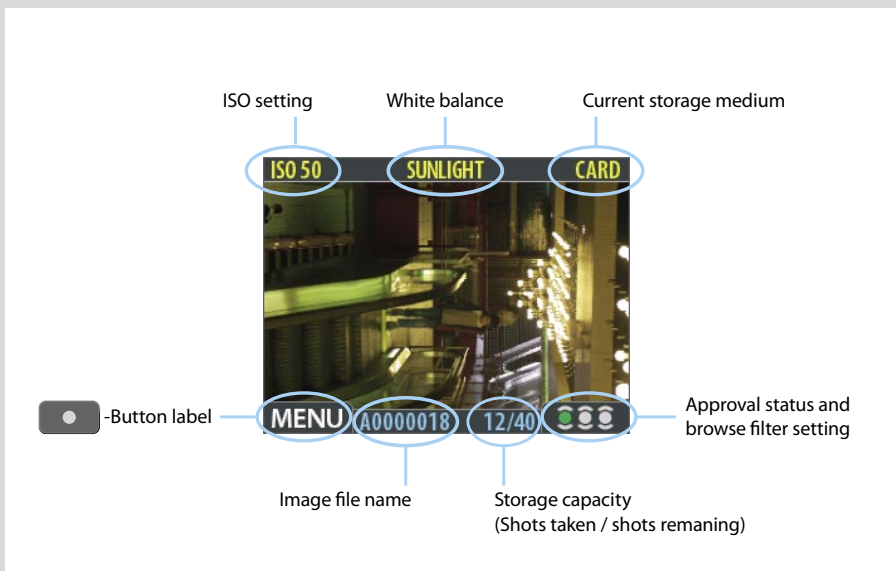 ISO setting
White balance
Current storage medium
ISO 50
SUNLIGHT
CARD
-Button label
MENU
A0000018
12/40
Approval status and
browse filter setting
Image file name
Storage capacity
(Shots taken / shots remaning)